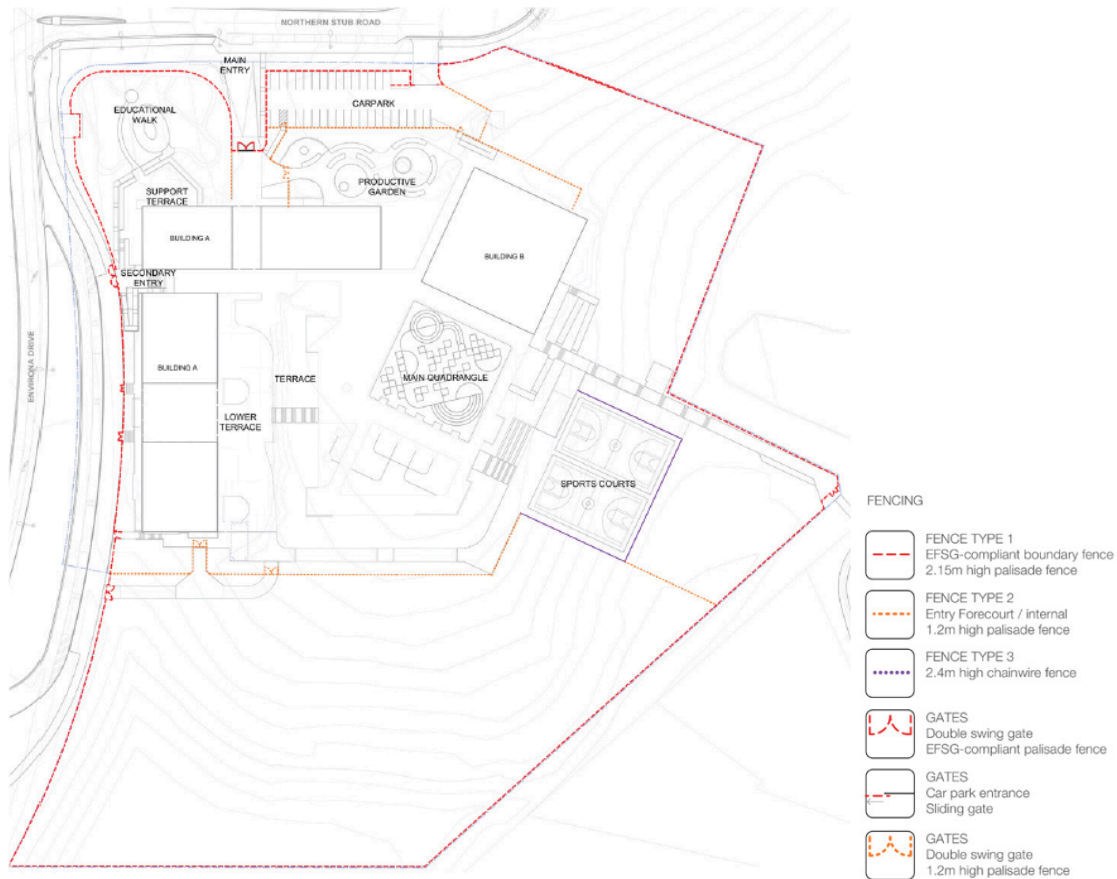 NORTHERN STUB ROAD
MAIN
ENTRY
CARPARK
EDUCATIONAL
WALK
SUPPORT
TERRACE
PRODUCTIVE
GARDEN
BUILDING A
BUILDING B
SECONDARY
ENTRY
ENVIRONA DRIVE
BUILDING A
TERRACE
MAIN QUADRANGLE
LOWER
TERRACE
SPORTS COURTS
FENCING
FENCE TYPE 1
EFSG-compliant boundary fence
2.15m high palisade fence
FENCE TYPE 2
Entry Forecourt / internal
1.2m high palisade fence
FENCE TYPE 3
2.4m high chainwire fence
GATES
Double swing gate
EFSG-compliant palisade fence
GATES
Car park entrance
Sliding gate
GATES
Double swing gate
1.2m high palisade fence